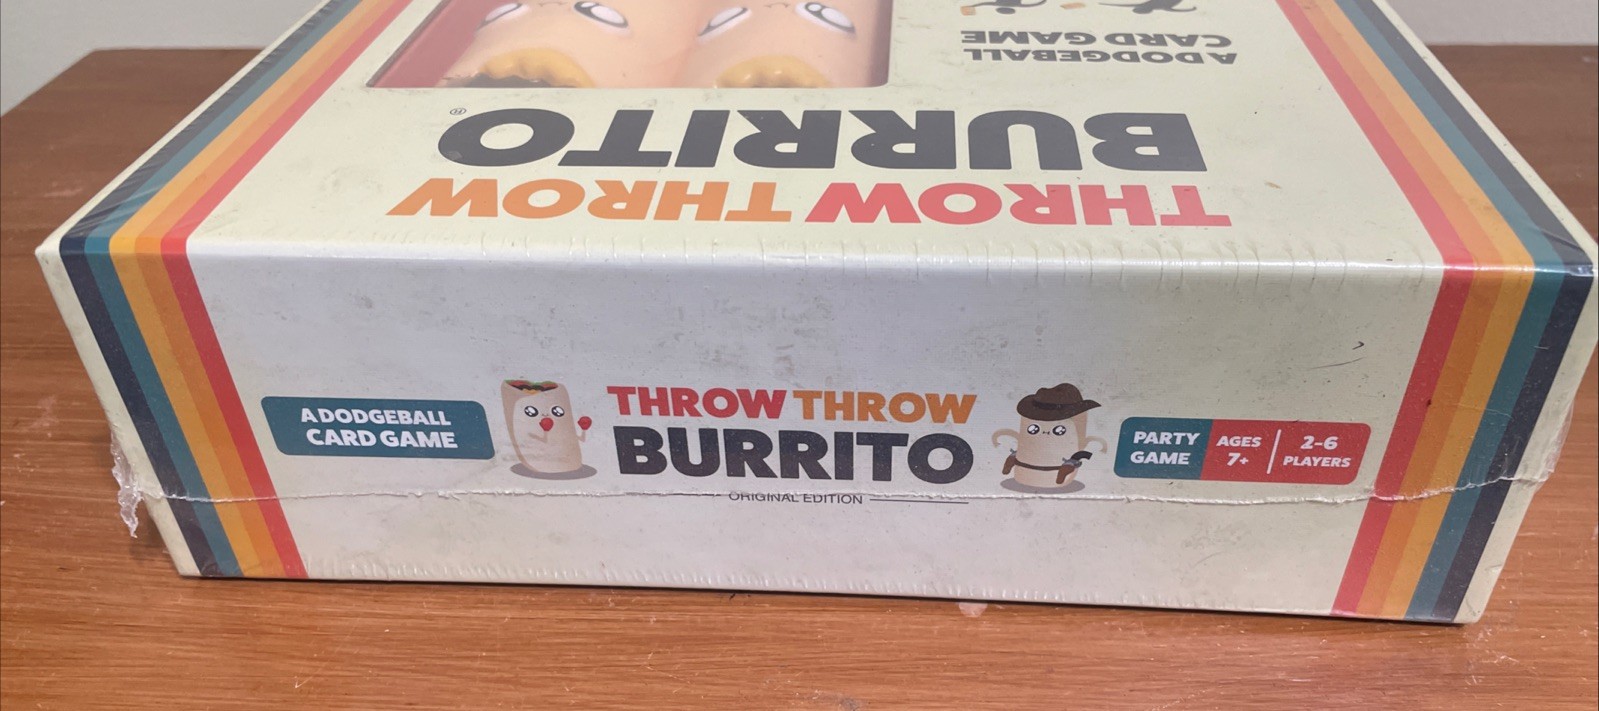 A DODGEBALL
CARD GAME
THROW THROW
BURRITO®
A DODGEBALL
CARD GAME
THROW THROW
BURRITO
ORIGINAL EDITION
PARTY
GAME
AGES
7+
2-6
PLAYERS